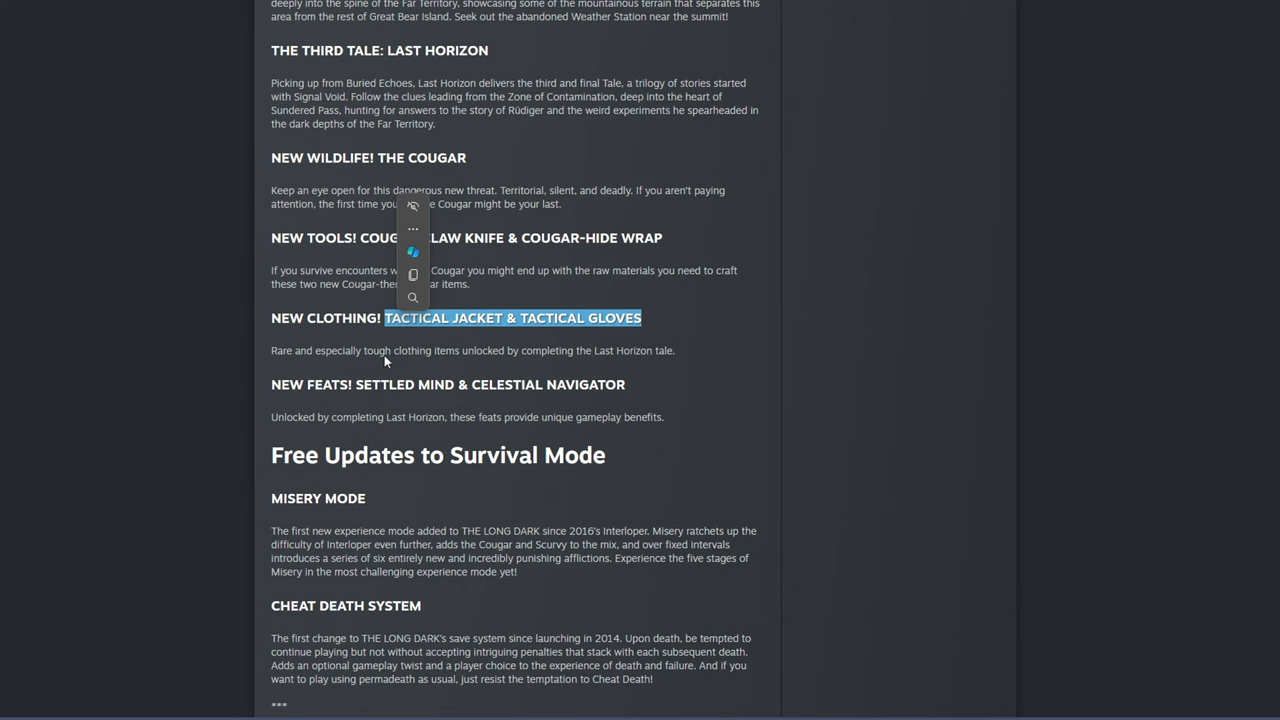 deeply into the spine of the Far Territory, showcasing some of the mountainous terrain that separates this
area from the rest of Great Bear Island. Seek out the abandoned Weather Station near the summit!
THE THIRD TALE: LAST HORIZON
Picking up from Buried Echoes, Last Horizon delivers the third and final Tale, a trilogy of stories started
with Signal Void. Follow the clues leading from the Zone of Contamination, deep into the heart of
Sundered Pass, hunting for answers to the story of Rüdiger and the weird experiments he spearheaded in
the dark depths of the Far Territory.
NEW WILDLIFE! THE COUGAR
Keep an eye open for this dangerous new threat. Territorial, silent, and deadly. If you aren't paying
attention, the first time you Cougar might be your last.
NEW TOOLS! COUG LAW KNIFE & COUGAR-HIDE WRAP
If you survive encounters Cougar you might end up with the raw materials you need to craft
these two new items.
NEW CLOTHING! TACTICAL JACKET & TACTICAL GLOVES
Rare and especially tough clothing items unlocked by completing the Last Horizon tale.
NEW FEATS! SETTLED MIND & CELESTIAL NAVIGATOR
Unlocked by completing Last Horizon, these feats provide unique gameplay benefits.
Free Updates to Survival Mode
MISERY MODE
The first new experience mode added to THE LONG DARK since 2016's Interloper. Misery ratchets up the
difficulty of Interloper even further, adds the Cougar and Scurvy to the mix, and over fixed intervals
introduces a series of six entirely new and incredibly punishing afflictions. Experience the five stages of
Misery in the most challenging experience mode yet!
CHEAT DEATH SYSTEM
The first change to THE LONG DARK's save system since launching in 2014. Upon death, be tempted to
continue playing but not without accepting intriguing penalties that stack with each subsequent death.
Adds an optional gameplay twist and a player choice to the experience of death and failure. And if you
want to play using permadeath as usual, just resist the temptation to Cheat Death!
***